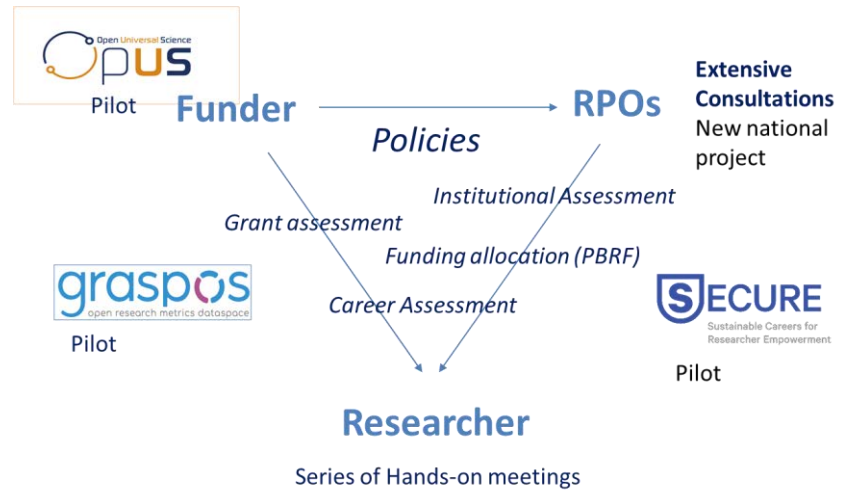 Open Universal Science
OPUS
Pilot
Funder
RPOs
Extensive
Consultations
New national
project
Policies
Institutional Assessment
Grant assessment
Funding allocation (PBRF)
Career Assessment
graspos
open research metrics dataspace
Pilot
SECURE
Sustainable Careers for
Researcher Empowerment
Pilot
Researcher
Series of Hands-on meetings